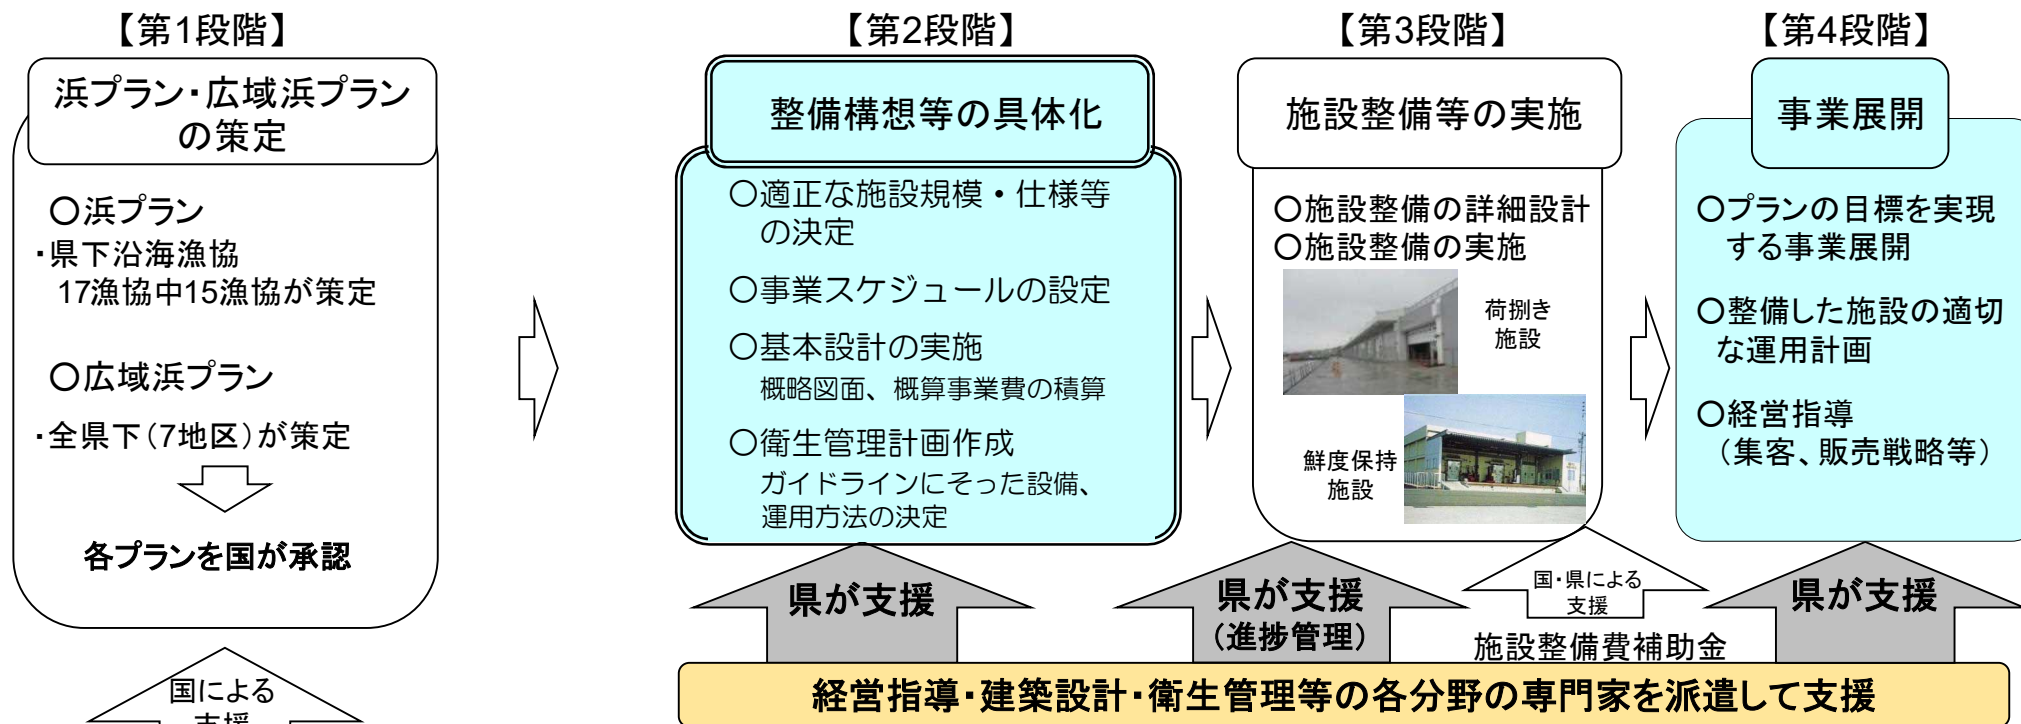 【第1段階】
浜プラン・広域浜プラン
の策定
〇浜プラン
・県下沿海漁協
17漁協中15漁協が策定
〇広域浜プラン
・全県下(7地区)が策定
各プランを国が承認
国による
支援
【第2段階】
整備構想等の具体化
〇適正な施設規模・仕様等
の決定
〇事業スケジュールの設定
〇基本設計の実施
概略図面、概算事業費の積算
〇衛生管理計画作成
ガイドラインにそった設備、
運用方法の決定
県が支援
【第3段階】
施設整備等の実施
〇施設整備の詳細設計
〇施設整備の実施
荷捌き
施設
鮮度保持
施設
県が支援
(進捗管理)
国・県による
支援
施設整備費補助金
【第4段階】
事業展開
〇プランの目標を実現
する事業展開
〇整備した施設の適切
な運用計画
〇経営指導
(集客、販売戦略等)
県が支援
経営指導・建築設計・衛生管理等の各分野の専門家を派遣して支援